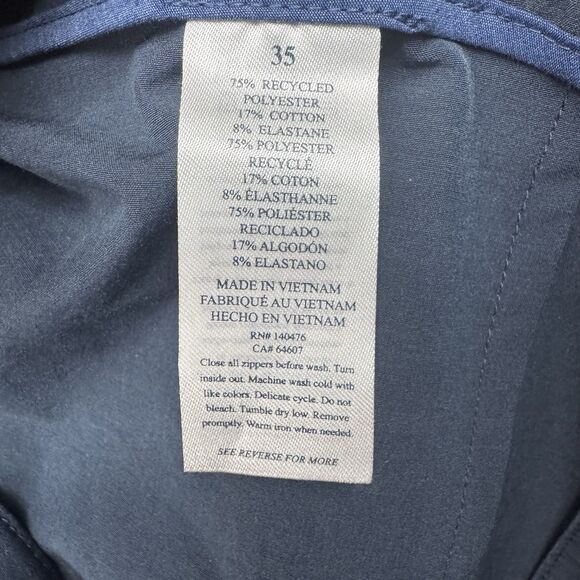 35
75% RECYCLED
POLYESTER
17% COTTON
8% ELASTANE
75% POLYESTER
RECYCLÉ
17% COTON
8% ÉLASTHANNE
75% POLIÉSTER
RECICLADO
17% ALGODÓN
8% ELASTANO
MADE IN VIETNAM
FABRIQUÉ AU VIETNAM
HECHO EN VIETNAM
RN# 140476
CA# 64607
Close all zippers before wash. Turn
inside out. Machine wash cold with
like colors. Delicate cycle. Do not
bleach. Tumble dry low. Remove
promptly. Warm iron when needed.
SEE REVERSE FOR MORE